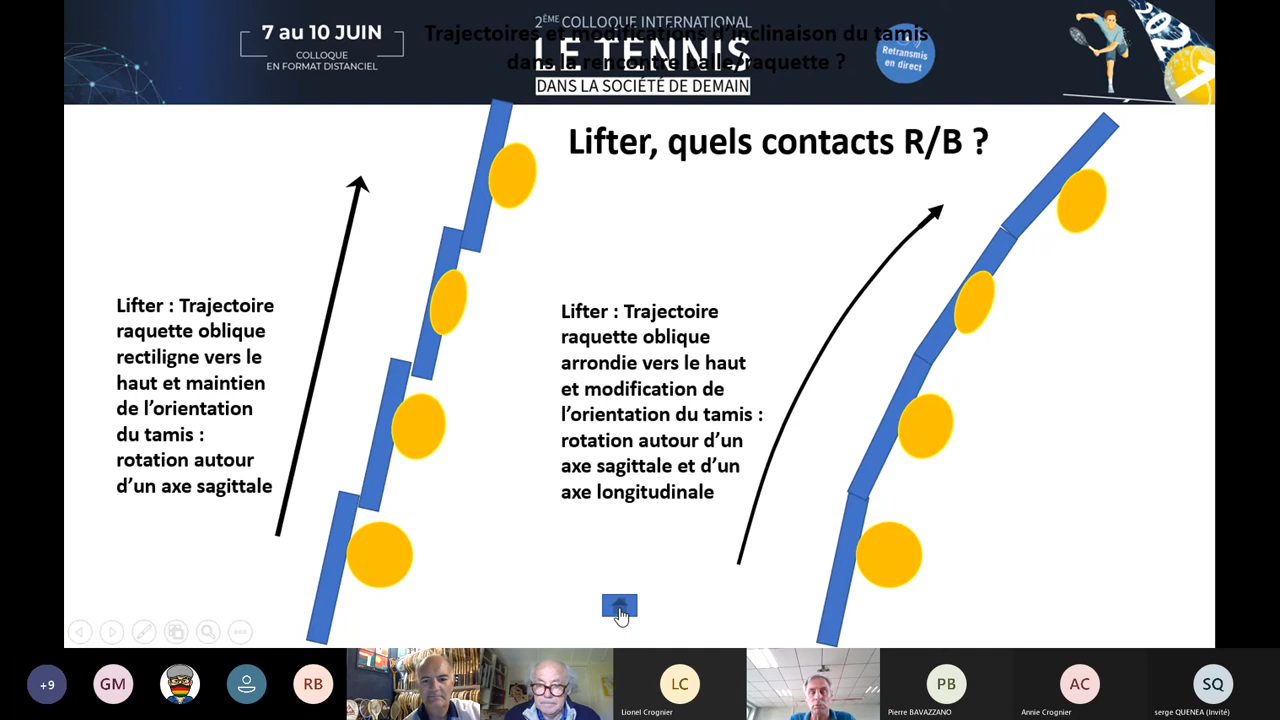 7 au 10 JUIN
COLLOQUE
EN FORMAT DISTANCIEL
2ÈME COLLOQUE INTERNATIONAL
LE TENNIS
DANS LA SOCIÉTÉ DE DEMAIN
Trajectoires et modifications d'inclinaison du tamis
dans la rencontre balle/raquette ?
Retransmis
en direct
202
1
Lifter, quels contacts R/B ?
Lifter : Trajectoire
raquette oblique
rectiligne vers le
haut et maintien
de l'orientation
du tamis :
rotation autour
d'un axe sagittale
Lifter : Trajectoire
raquette oblique
arrondie vers le haut
et modification de
l'orientation du tamis :
rotation autour d'un
axe sagittale et d'un
axe longitudinale
+9
GM
RB
LC
Lionel Crognier
PB
Pierre BAVAZZANO
AC
Annie Crognier
SQ
serge QUENEA (Invité)